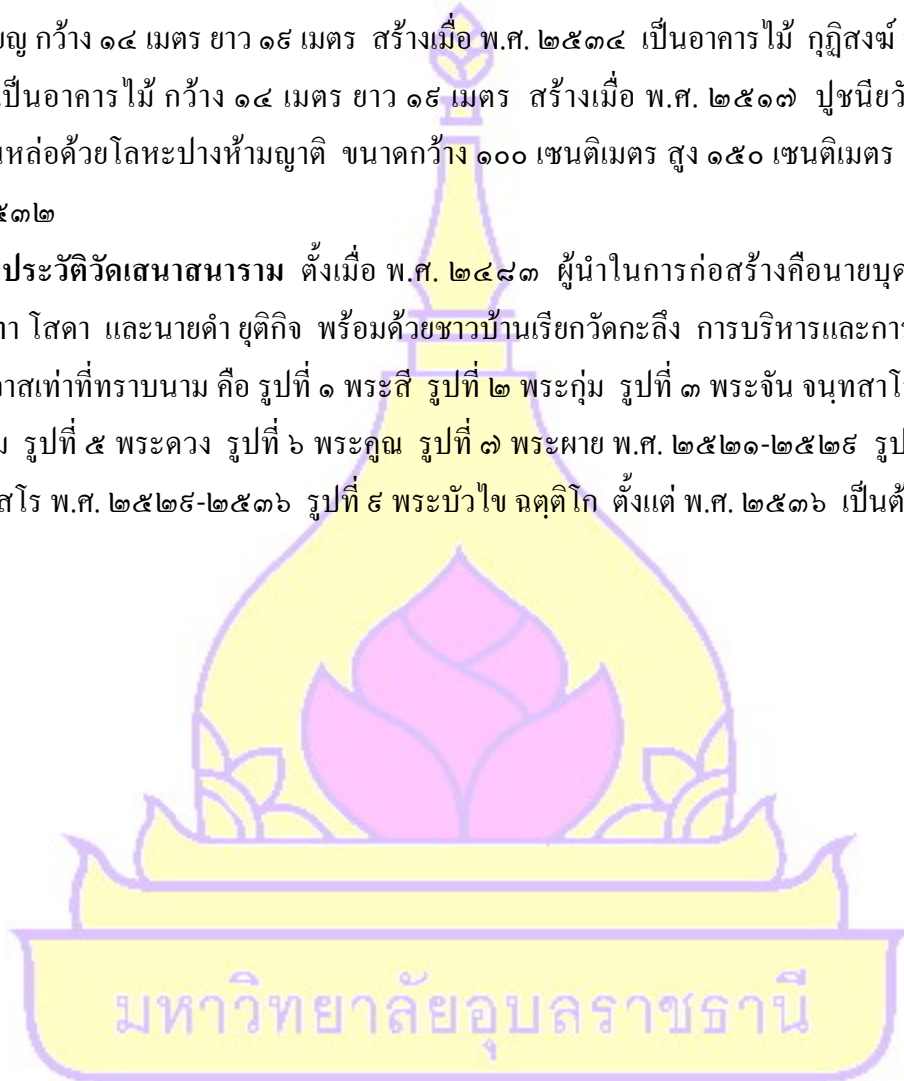 กว้าง ๑๔ เมตร ยาว ๑๙ เมตร สร้างเมื่อ พ.ศ. ๒๕๓๔ เป็นอาคารไม้ กุฏิสงฆ์
เป็นอาคารไม้ กว้าง ๑๔ เมตร ยาว ๑๙ เมตร สร้างเมื่อ พ.ศ. ๒๕๑๗ ปูชนียวั
หล่อด้วยโลหะปางห้ามญาติ ขนาดกว้าง ๑๐๐ เซนติเมตร สูง ๑๕๐ เซนติเมตร
๕๓๒
ประวัติวัดเสนาสนาราม ตั้งเมื่อ พ.ศ. ๒๔๘๓ ผู้นำในการก่อสร้างคือนายบุค
ทา โสดา และนายดำ ยุติกิจ พร้อมด้วยชาวบ้านเรียกวัดกะลึง การบริหารและการ
าสเท่าที่ทราบนาม คือ รูปที่ ๑ พระสี รูปที่ ๒ พระกุ่ม รูปที่ ๓ พระจัน จนฺทสาโ
ม รูปที่ ๕ พระดวง รูปที่ ๖ พระคูณ รูปที่ ๗ พระผาย พ.ศ. ๒๕๒๑-๒๕๒๙ รูป
สโร พ.ศ. ๒๕๒๙-๒๕๓๖ รูปที่ ๙ พระบัวไข ฉตฺติโก ตั้งแต่ พ.ศ. ๒๕๓๖ เป็นต้
มหาวิทยาลัยอุบลราชธานี